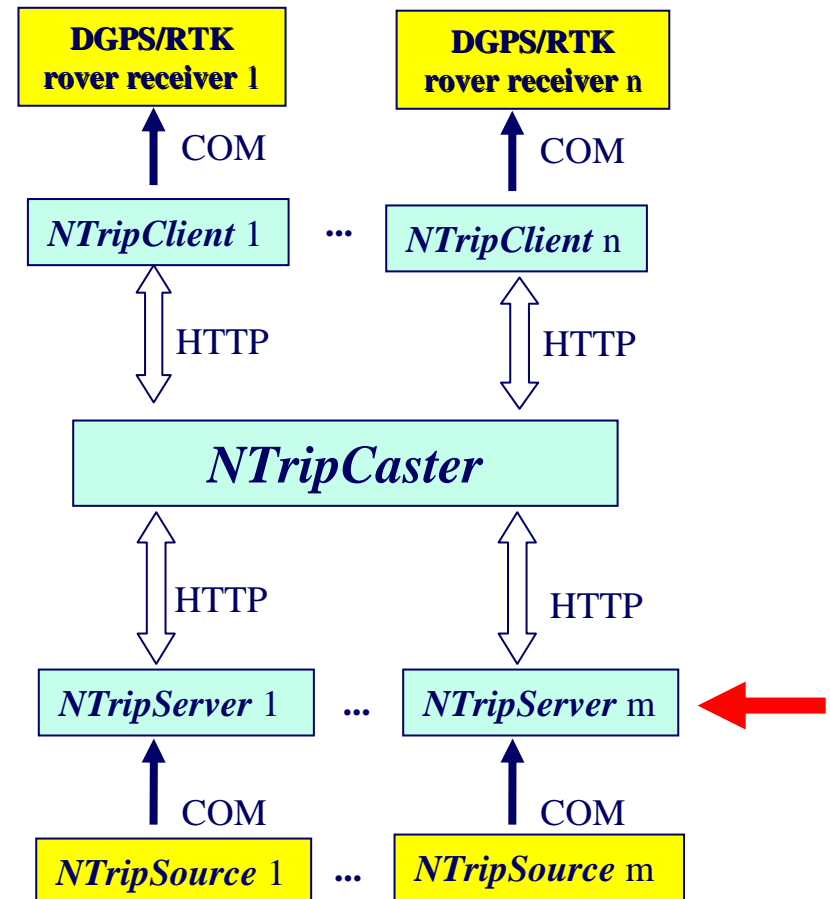 DGPS/RTK
rover receiver 1
DGPS/RTK
rover receiver n
COM
COM
NTripClient 1
...
NTripClient n
HTTP
HTTP
NTripCaster
HTTP
HTTP
NTripServer 1
...
NTripServer m
COM
COM
NTripSource 1
...
NTripSource m